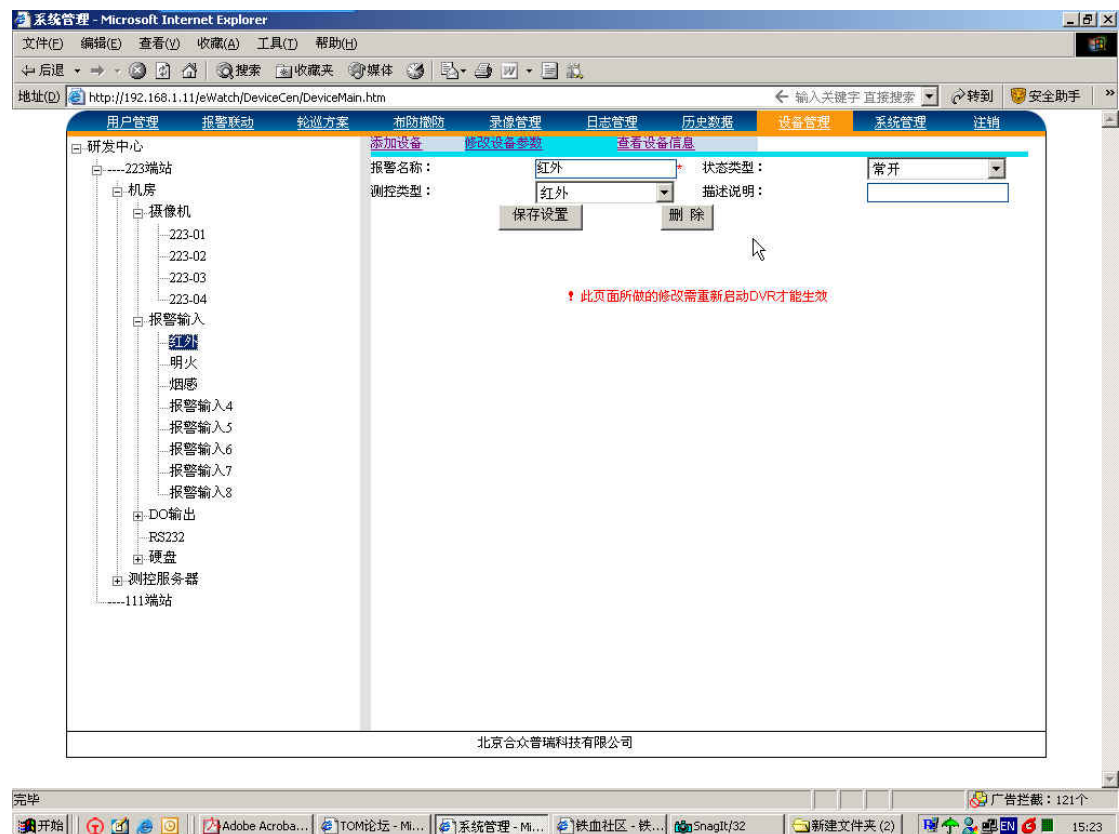 系统管理 - Microsoft Internet Explorer
文件(F) 编辑(E) 查看(V) 收藏(A) 工具(T) 帮助(H)
后退 搜索 收藏夹 媒体
地址(D) http://192.168.1.11/eWatch/DeviceCen/DeviceMain.htm 输入关键字 直接搜索 转到 安全助手 »
用户管理 报警联动 轮巡方案 布防撤防 录像管理 日志管理 历史数据 设备管理 系统管理 注销
添加设备 修改设备参数 查看设备信息
研发中心
----223端站
机房
摄像机
223-01
223-02
223-03
223-04
报警输入
红外
明火
烟感
报警输入4
报警输入5
报警输入6
报警输入7
报警输入8
DO输出
RS232
硬盘
测控服务器
----111端站
报警名称： 红外 * 状态类型： 常开
测控类型： 红外 描述说明：
保存设置 删 除
！此页面所做的修改需重新启动DVR才能生效
北京合众普瑞科技有限公司
完毕 广告拦截：121个
开始 Adobe Acroba... TOM论坛 - Mi... 系统管理 - Mi... 铁血社区 - 铁... SnagIt/32 新建文件夹 (2) EN 15:23